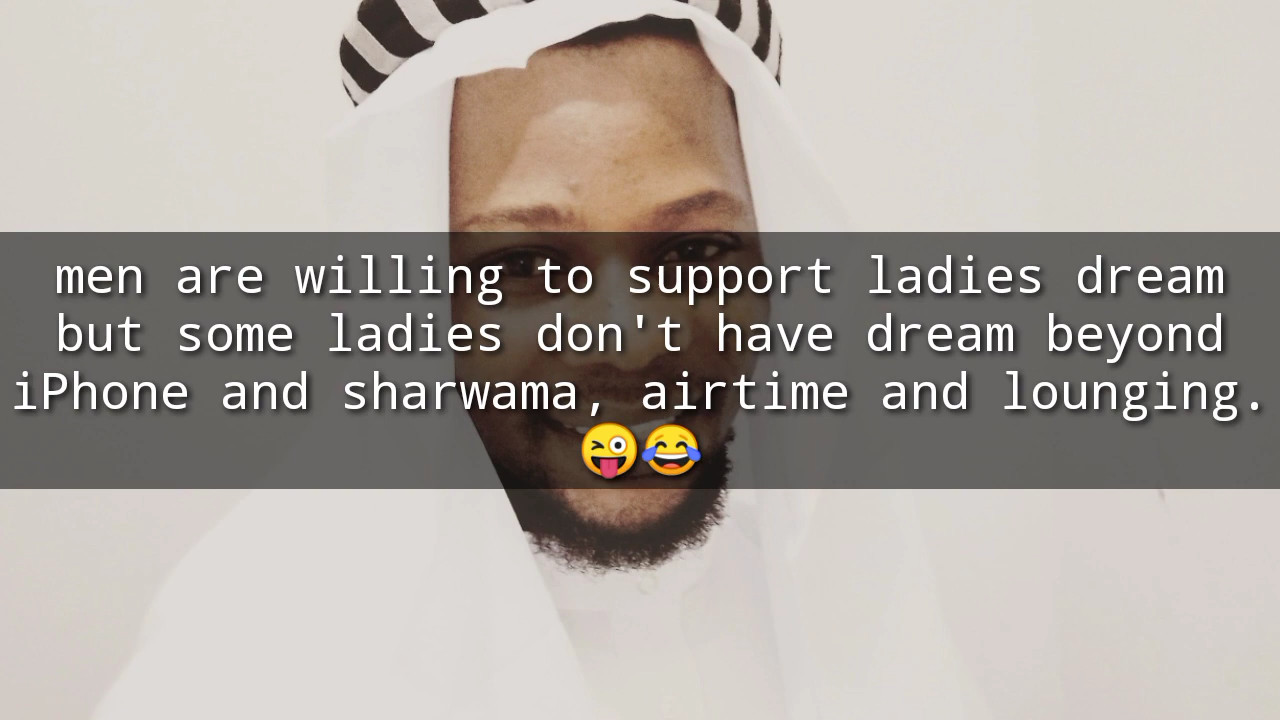 men are willing to support ladies dream
but some ladies don't have dream beyond
iPhone and sharwama, airtime and lounging.
😜😂